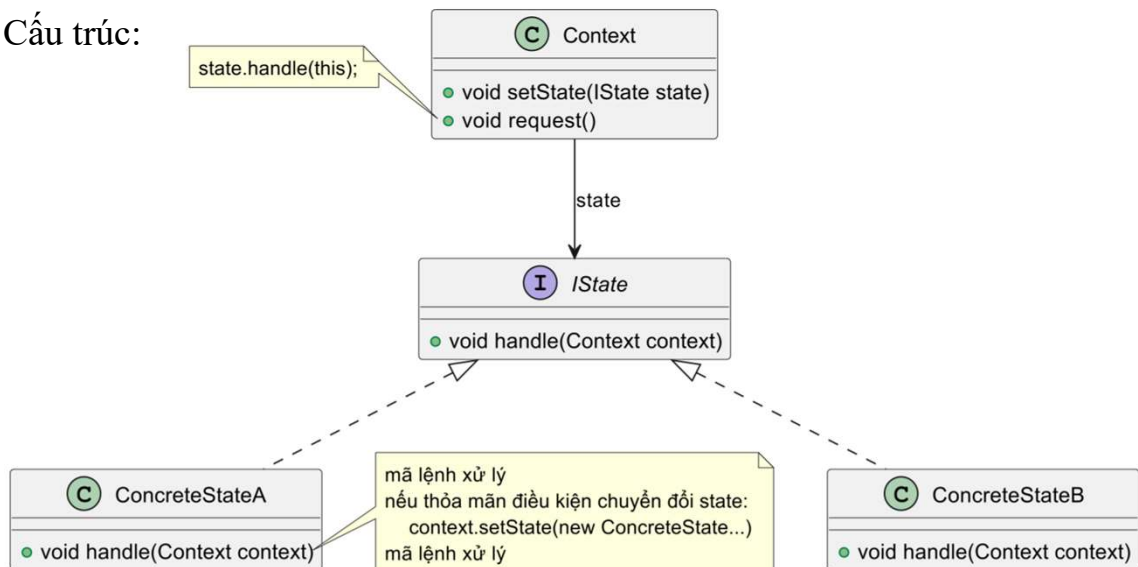 Cấu trúc:
C Context
state.handle(this);
void setState(IState state)
void request()
state
I IState
void handle(Context context)
C ConcreteStateA
void handle(Context context)
mã lệnh xử lý
nếu thỏa mãn điều kiện chuyển đổi state:
context.setState(new ConcreteState...)
mã lệnh xử lý
C ConcreteStateB
void handle(Context context)